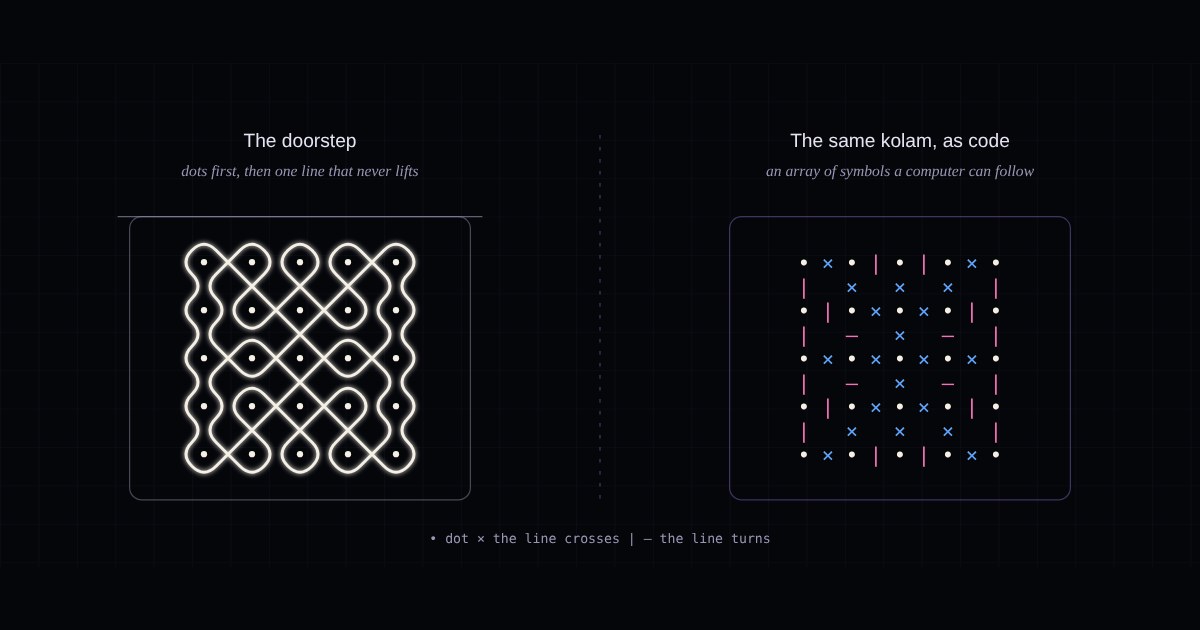 The doorstep
dots first, then one line that never lifts
The same kolam, as code
an array of symbols a computer can follow
• × • | • | • × •
| × × × |
• | • × • × • | •
| — × — |
• × • × • × • × •
| — × — |
• | • × • × • | •
| × × × |
• × • | • | • × •
• dot × the line crosses | — the line turns